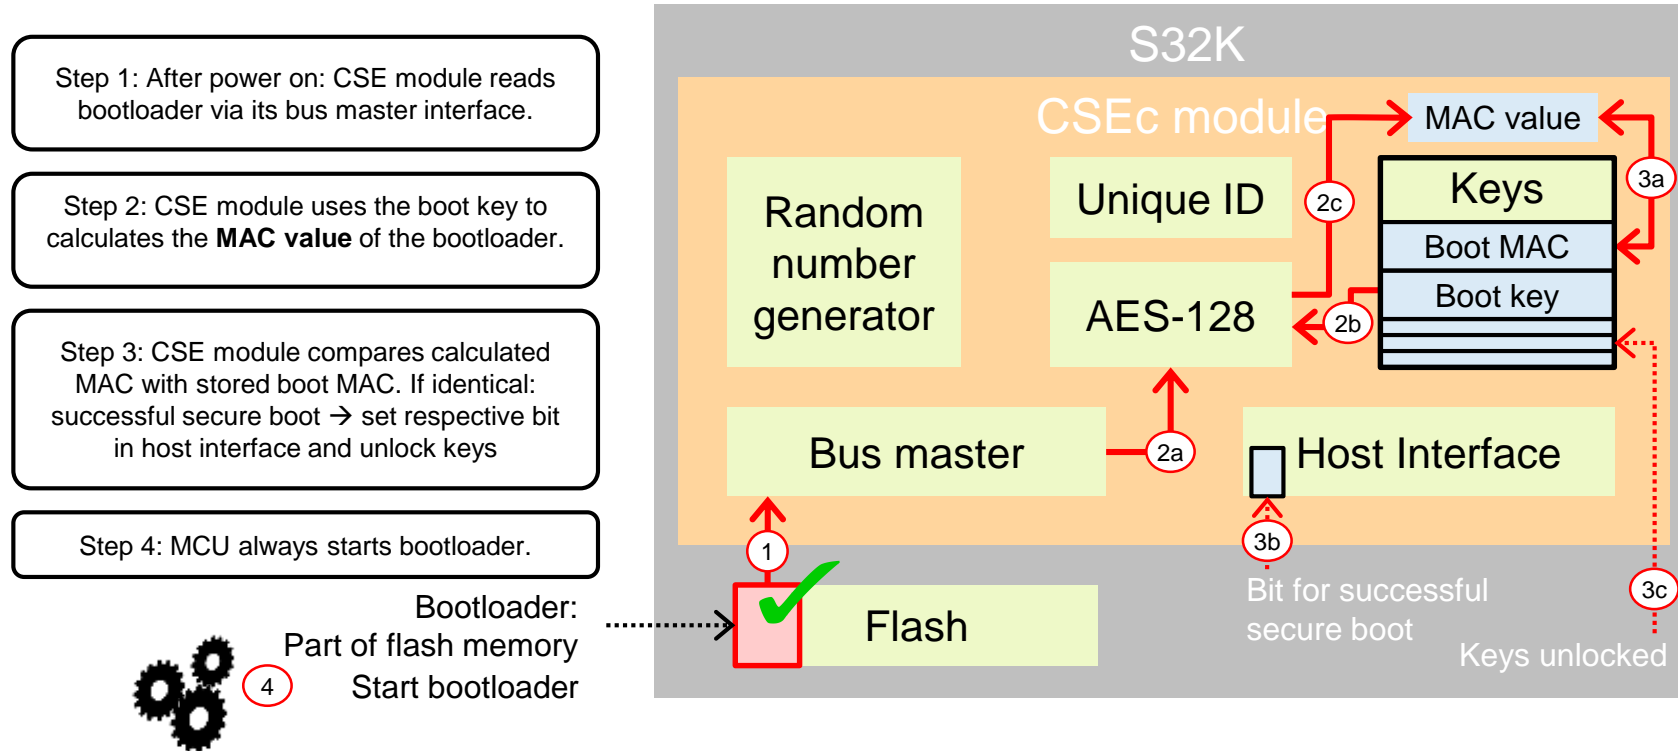 Step 1: After power on: CSE module reads
bootloader via its bus master interface.
Step 2: CSE module uses the boot key to
calculates the MAC value of the bootloader.
Step 3: CSE module compares calculated
MAC with stored boot MAC. If identical:
successful secure boot → set respective bit
in host interface and unlock keys
Step 4: MCU always starts bootloader.
Bootloader:
Part of flash memory
4
Start bootloader
S32K
CSEc module
MAC value
Random
number
generator
Unique ID
2c
Keys
3a
Boot MAC
Boot key
AES-128
2b
Bus master
2a
Host Interface
1
3b
3c
Flash
Bit for successful
secure boot
Keys unlocked